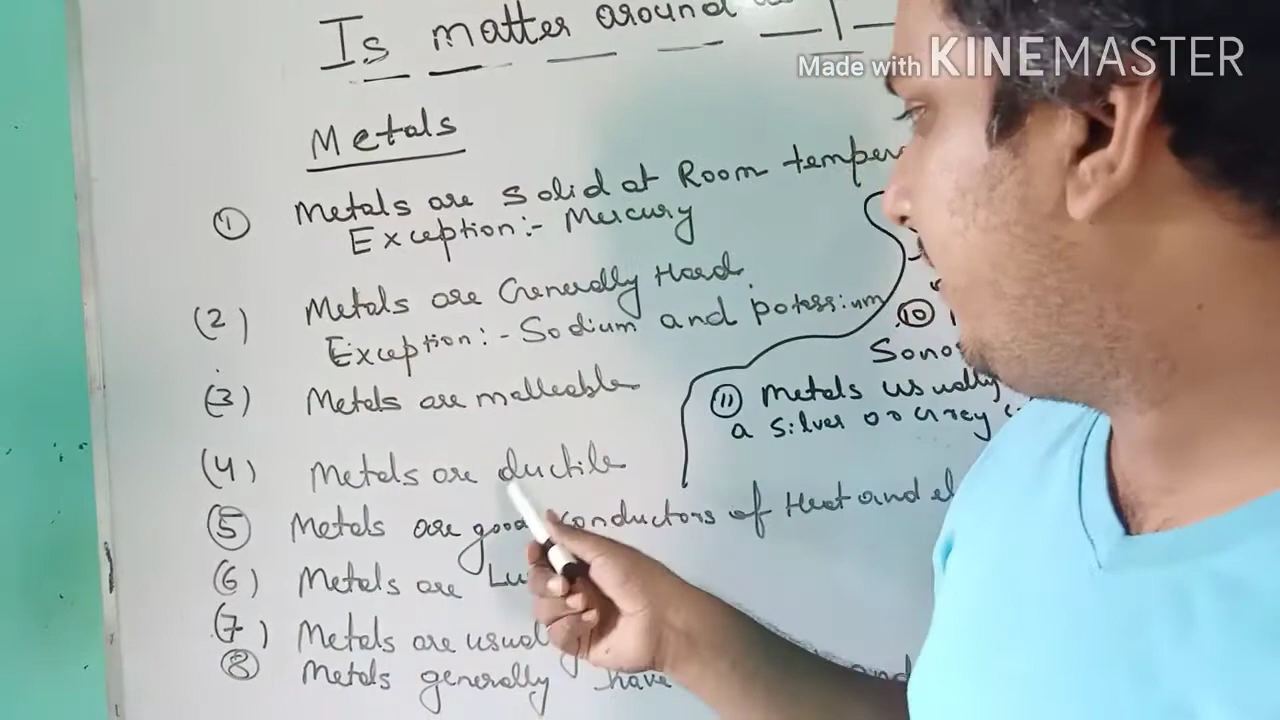 Made with KINEMASTER
Is matter around
Metals
① Metals are solid at Room temper
Exception:- Mercury
(2) Metals are Generally Hard
Exception:- Sodium and potassium
(3) Metals are malleable
(4) Metals are ductile
⑤ Metals are good conductors of Heat and el
(6) Metals are Lu
(7) Metals are usual
⑧ Metals generally have
⑩
Sono
⑪ Metals usually
a silver or Grey